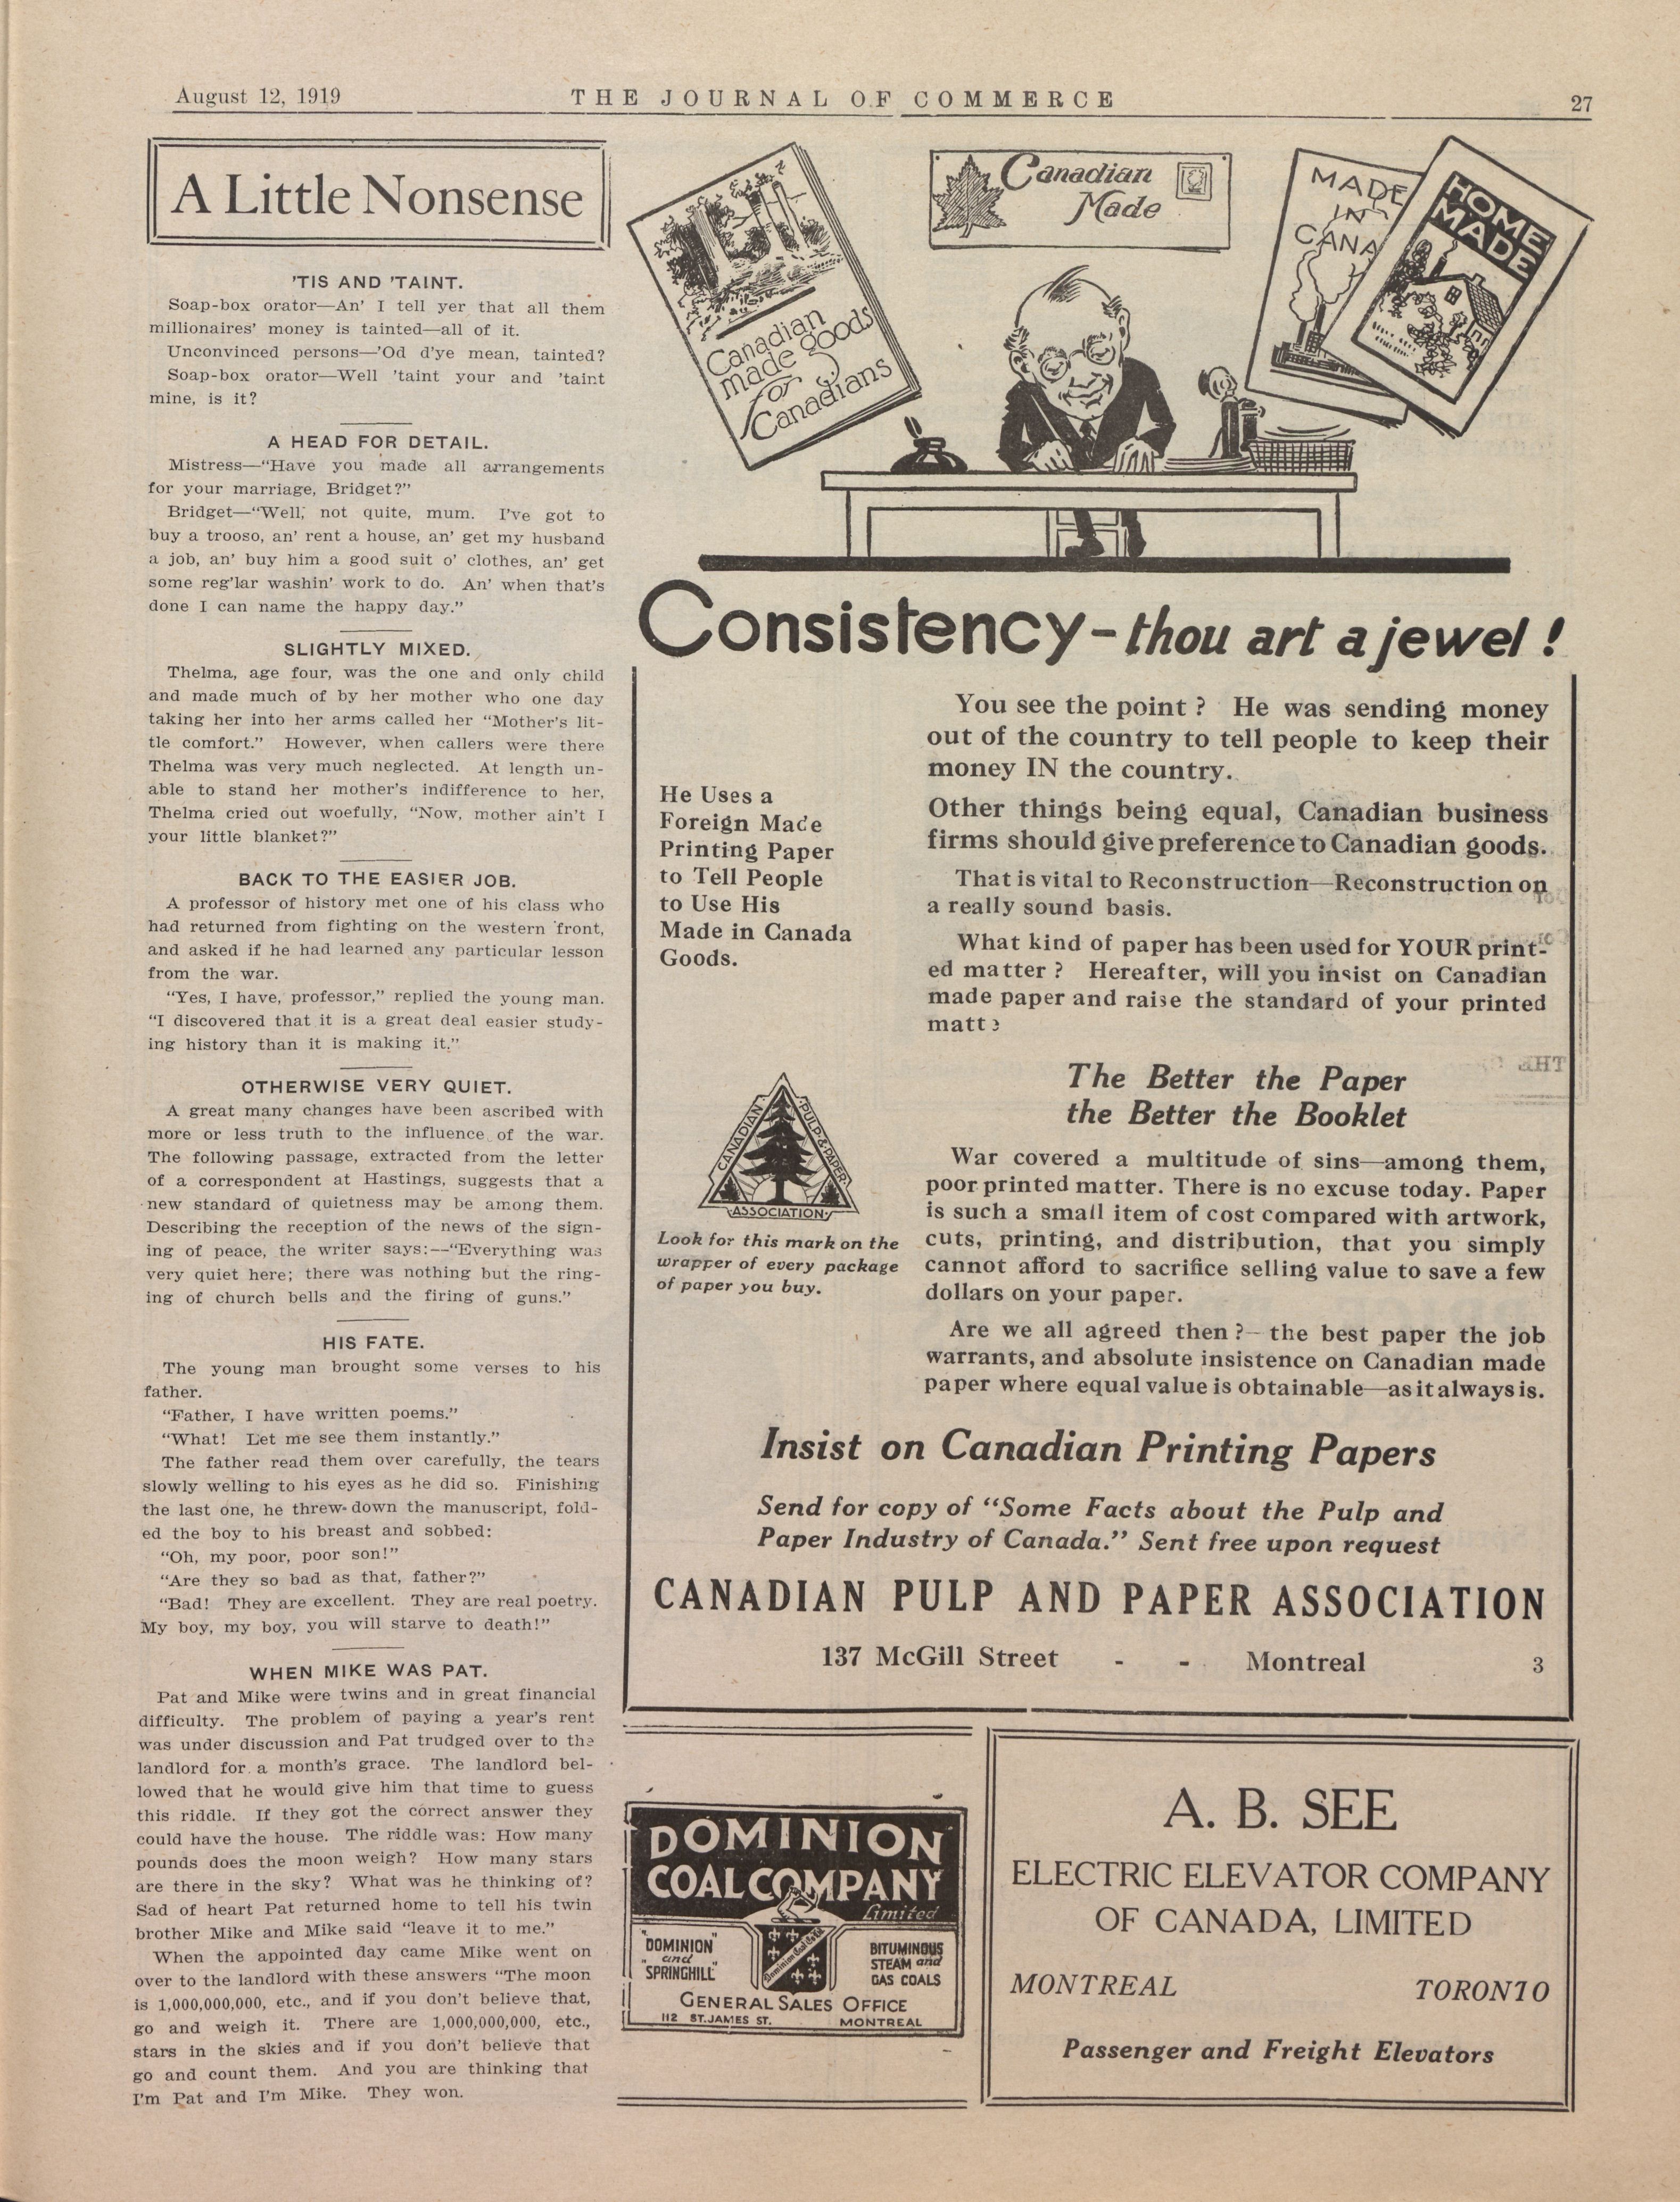 August 12, 1919
THE JOURNAL OF COMMERCE
27
A Little Nonsense
'TIS AND 'TAINT.
Soap-box orator—An' I tell yer that all them
millionaires' money is tainted—all of it.
Unconvinced persons—'Od d'ye mean, tainted?
Soap-box orator—Well 'taint your and 'taint
mine, is it?
A HEAD FOR DETAIL.
Mistress—“Have you made all arrangements
for your marriage, Bridget?”
Bridget—“Well, not quite, mum. I've got to
buy a trooso, an' rent a house, an' get my husband
a job, an' buy him a good suit o' clothes, an' get
some reg'lar washin' work to do. An' when that's
done I can name the happy day.”
SLIGHTLY MIXED.
Thelma, age four, was the one and only child
and made much of by her mother who one day
taking her into her arms called her “Mother's lit-
tle comfort.” However, when callers were there
Thelma was very much neglected. At length un-
able to stand her mother's indifference to her,
Thelma cried out woefully, “Now, mother ain't I
your little blanket?”
BACK TO THE EASIER JOB.
A professor of history met one of his class who
had returned from fighting on the western front,
and asked if he had learned any particular lesson
from the war.
“Yes, I have, professor,” replied the young man.
“I discovered that it is a great deal easier study-
ing history than it is making it.”
OTHERWISE VERY QUIET.
A great many changes have been ascribed with
more or less truth to the influence of the war.
The following passage, extracted from the letter
of a correspondent at Hastings, suggests that a
new standard of quietness may be among them.
Describing the reception of the news of the sign-
ing of peace, the writer says:—“Everything was
very quiet here; there was nothing but the ring-
ing of church bells and the firing of guns.”
HIS FATE.
The young man brought some verses to his
father.
“Father, I have written poems.”
“What! Let me see them instantly.”
The father read them over carefully, the tears
slowly welling to his eyes as he did so. Finishing
the last one, he threw down the manuscript, fold-
ed the boy to his breast and sobbed:
“Oh, my poor, poor son!”
“Are they so bad as that, father?”
“Bad! They are excellent. They are real poetry.
My boy, my boy, you will starve to death!”
WHEN MIKE WAS PAT.
Pat and Mike were twins and in great financial
difficulty. The problem of paying a year's rent
was under discussion and Pat trudged over to the
landlord for a month's grace. The landlord bel-
lowed that he would give him that time to guess
this riddle. If they got the correct answer they
could have the house. The riddle was: How many
pounds does the moon weigh? How many stars
are there in the sky? What was he thinking of?
Sad of heart Pat returned home to tell his twin
brother Mike and Mike said “leave it to me.”
When the appointed day came Mike went on
over to the landlord with these answers “The moon
is 1,000,000,000, etc., and if you don't believe that,
go and weigh it. There are 1,000,000,000, etc.,
stars in the skies and if you don't believe that
go and count them. And you are thinking that
I'm Pat and I'm Mike. They won.
Canadian
made goods
for
Canadians
Canadian
Made
MADE
IN
CANA
HOME
MADE
Consistency-thou art a jewel!
He Uses a
Foreign Made
Printing Paper
to Tell People
to Use His
Made in Canada
Goods.
You see the point? He was sending money
out of the country to tell people to keep their
money IN the country.
Other things being equal, Canadian business
firms should give preference to Canadian goods.
That is vital to Reconstruction—Reconstruction on
a really sound basis.
What kind of paper has been used for YOUR print-
ed matter? Hereafter, will you insist on Canadian
made paper and raise the standard of your printed
matt
The Better the Paper
the Better the Booklet
CANADIAN PULP & PAPER
ASSOCIATION
Look for this mark on the
wrapper of every package
of paper you buy.
War covered a multitude of sins—among them,
poor printed matter. There is no excuse today. Paper
is such a small item of cost compared with artwork,
cuts, printing, and distribution, that you simply
cannot afford to sacrifice selling value to save a few
dollars on your paper.
Are we all agreed then?—the best paper the job
warrants, and absolute insistence on Canadian made
paper where equal value is obtainable—as it always is.
Insist on Canadian Printing Papers
Send for copy of “Some Facts about the Pulp and
Paper Industry of Canada.” Sent free upon request
CANADIAN PULP AND PAPER ASSOCIATION
137 McGill Street - - Montreal 3
DOMINION
COAL COMPANY
Limited
"DOMINION"
and
"SPRINGHILL"
Dominion Coal Co Ltd
BITUMINOUS
STEAM and
GAS COALS
GENERAL SALES OFFICE
112 ST. JAMES ST. MONTREAL
A. B. SEE
ELECTRIC ELEVATOR COMPANY
OF CANADA, LIMITED
MONTREAL TORONTO
Passenger and Freight Elevators